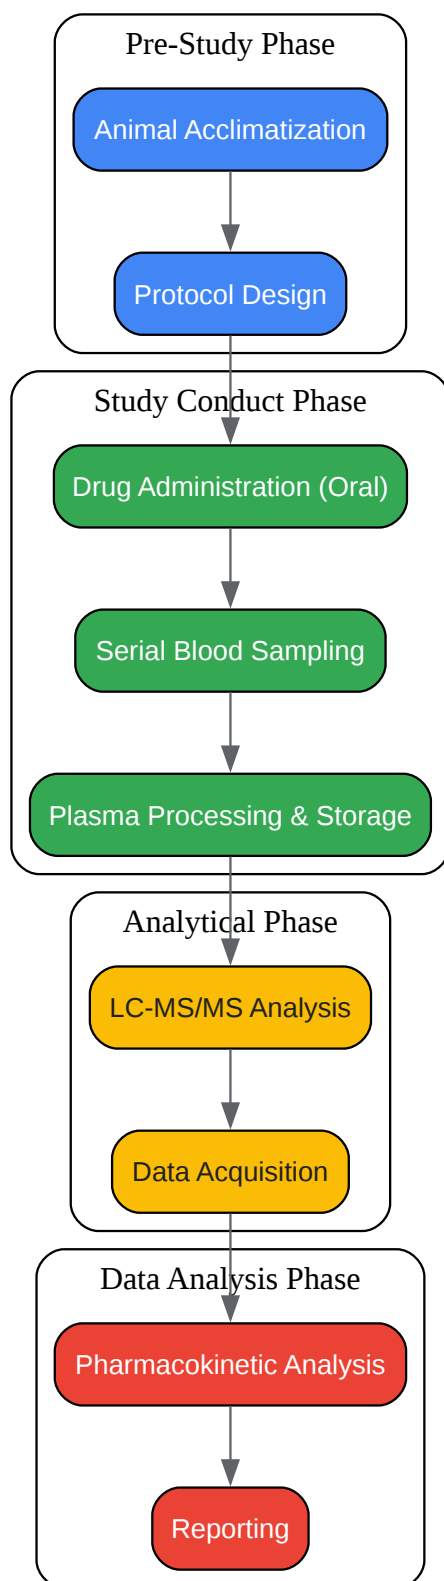 Pre-Study Phase
Animal Acclimatization
Protocol Design
Study Conduct Phase
Drug Administration (Oral)
Serial Blood Sampling
Plasma Processing & Storage
Analytical Phase
LC-MS/MS Analysis
Data Acquisition
Data Analysis Phase
Pharmacokinetic Analysis
Reporting